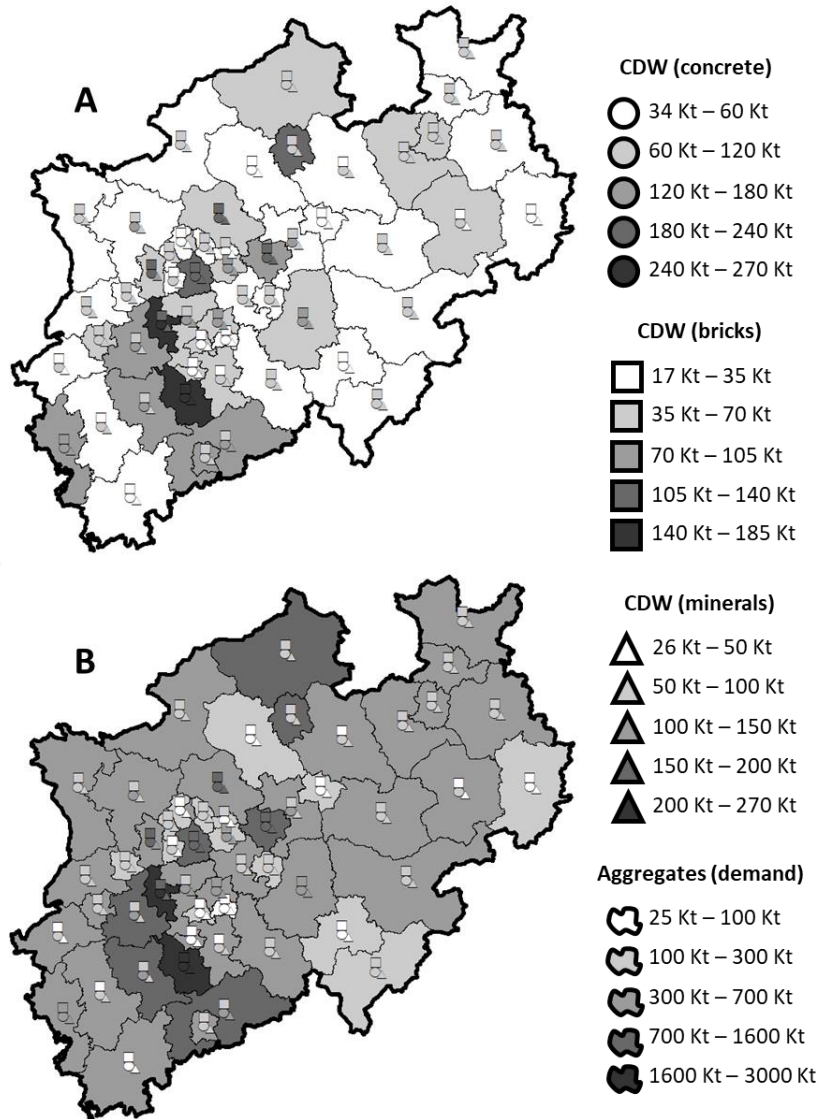 A
CDW (concrete)
34 Kt – 60 Kt
60 Kt – 120 Kt
120 Kt – 180 Kt
180 Kt – 240 Kt
240 Kt – 270 Kt
CDW (bricks)
17 Kt – 35 Kt
35 Kt – 70 Kt
70 Kt – 105 Kt
105 Kt – 140 Kt
140 Kt – 185 Kt
B
CDW (minerals)
26 Kt – 50 Kt
50 Kt – 100 Kt
100 Kt – 150 Kt
150 Kt – 200 Kt
200 Kt – 270 Kt
Aggregates (demand)
25 Kt – 100 Kt
100 Kt – 300 Kt
300 Kt – 700 Kt
700 Kt – 1600 Kt
1600 Kt – 3000 Kt